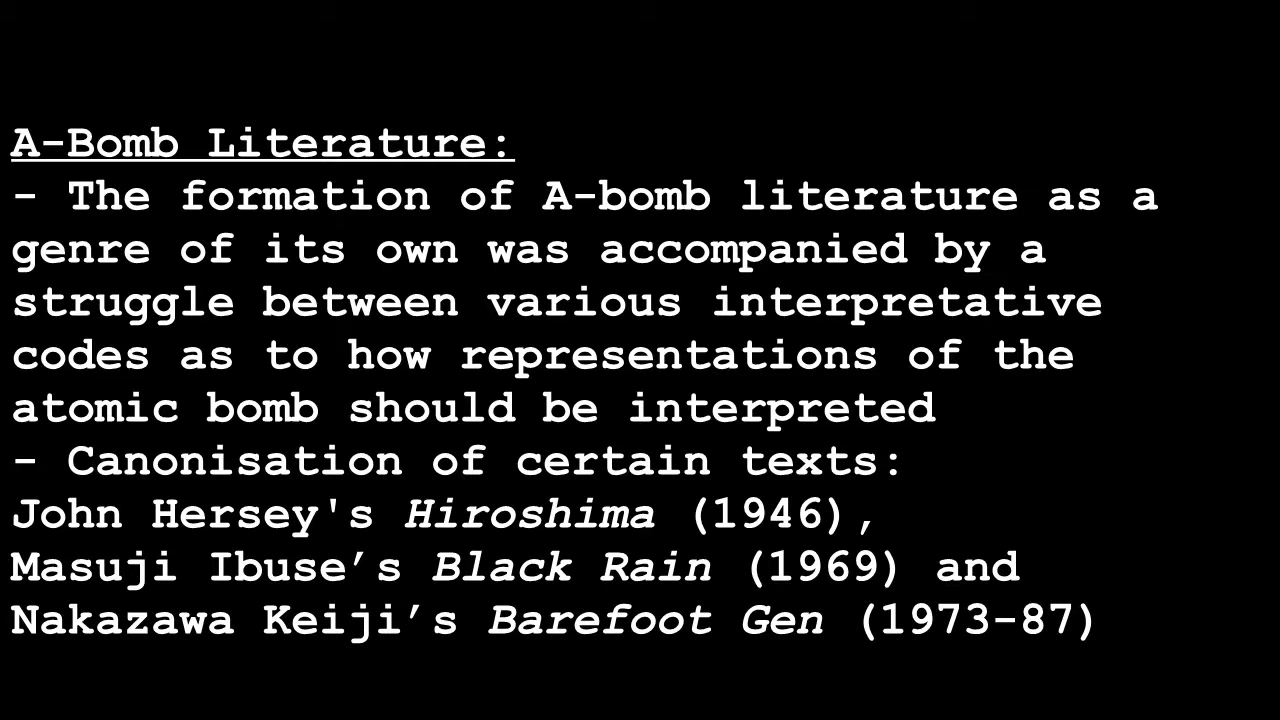 A-Bomb Literature:
- The formation of A-bomb literature as a
genre of its own was accompanied by a
struggle between various interpretative
codes as to how representations of the
atomic bomb should be interpreted
- Canonisation of certain texts:
John Hersey's Hiroshima (1946),
Masuji Ibuse’s Black Rain (1969) and
Nakazawa Keiji’s Barefoot Gen (1973-87)